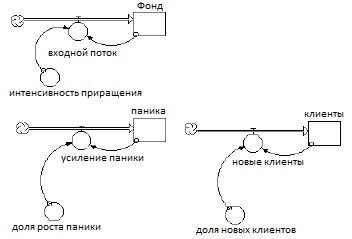 Фонд
входной поток
интенсивность приращения
паника
усиление паники
доля роста паники
клиенты
новые клиенты
доля новых клиентов